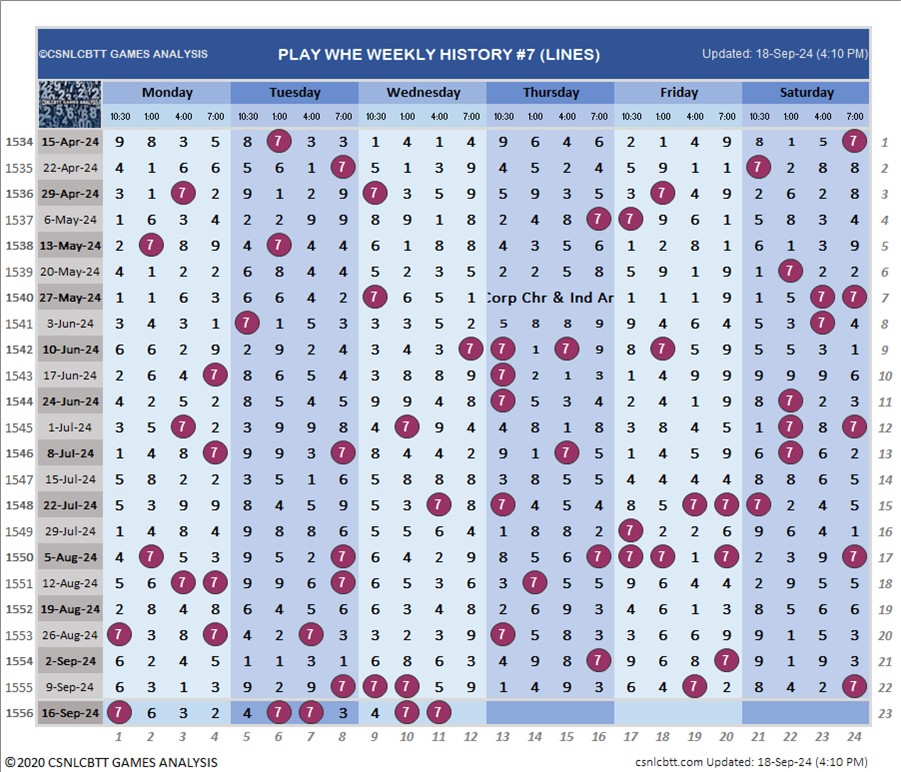 ©CSNLCBTT GAMES ANALYSIS PLAY WHE WEEKLY HISTORY #7 (LINES) Updated: 18-Sep-24 (4:10 PM)
CSNLCBTT GAMES ANALYSIS Monday Tuesday Wednesday Thursday Friday Saturday
10:30 1:00 4:00 7:00 10:30 1:00 4:00 7:00 10:30 1:00 4:00 7:00 10:30 1:00 4:00 7:00 10:30 1:00 4:00 7:00 10:30 1:00 4:00 7:00
1534 15-Apr-24 9 8 3 5 8 7 3 3 1 4 1 4 9 6 4 6 2 1 4 9 8 1 5 7 1
1535 22-Apr-24 4 1 6 6 5 6 1 7 5 1 3 9 4 5 2 4 5 9 1 1 7 2 8 8 2
1536 29-Apr-24 3 1 7 2 9 1 2 9 7 3 5 9 5 9 3 5 3 7 4 9 2 6 2 8 3
1537 6-May-24 1 6 3 4 2 2 9 9 8 9 1 8 2 4 8 7 7 9 6 1 5 8 3 4 4
1538 13-May-24 2 7 8 9 4 7 4 4 6 1 8 8 4 3 5 6 1 2 8 1 6 1 3 9 5
1539 20-May-24 4 1 2 2 6 8 4 4 5 2 3 5 2 2 5 8 5 9 1 9 1 7 2 2 6
1540 27-May-24 1 1 6 3 6 6 4 2 7 6 5 1 Corp Chr & Ind Ar 1 1 1 9 1 5 7 7 7
1541 3-Jun-24 3 4 3 1 7 1 5 3 3 3 5 2 5 8 8 9 9 4 6 4 5 3 7 4 8
1542 10-Jun-24 6 6 2 9 2 9 2 4 3 4 3 7 7 1 7 9 8 7 5 9 5 5 3 1 9
1543 17-Jun-24 2 6 4 7 8 6 5 4 3 8 8 9 7 2 1 3 1 4 9 9 9 9 9 6 10
1544 24-Jun-24 4 2 5 2 8 5 4 5 9 9 4 8 7 5 3 4 2 4 1 9 8 7 2 3 11
1545 1-Jul-24 3 5 7 2 3 9 9 8 4 7 9 4 4 8 1 8 3 8 4 5 1 7 8 7 12
1546 8-Jul-24 1 4 8 7 9 9 3 7 8 4 4 2 9 1 7 5 1 4 5 9 6 7 6 2 13
1547 15-Jul-24 5 8 2 2 3 5 1 6 8 8 8 8 3 8 5 5 4 4 4 4 8 8 6 5 14
1548 22-Jul-24 5 3 9 9 8 4 5 9 5 3 7 8 7 4 5 4 8 3 7 7 7 2 4 5 15
1549 29-Jul-24 1 4 8 4 9 8 8 6 5 5 6 4 1 8 8 2 7 2 2 6 9 6 4 1 16
1550 5-Aug-24 4 7 5 3 9 5 2 7 6 4 2 9 8 5 6 7 7 7 1 7 2 3 9 7 17
1551 12-Aug-24 5 6 7 7 9 9 6 7 6 5 3 6 3 7 5 5 9 6 4 4 2 9 5 5 18
1552 19-Aug-24 2 8 4 8 6 4 5 6 6 3 4 8 2 6 9 3 4 6 1 3 8 5 6 6 19
1553 26-Aug-24 7 3 8 7 4 2 7 3 3 2 3 9 7 5 8 3 3 6 6 9 9 1 5 3 20
1554 2-Sep-24 6 2 4 5 1 1 3 1 6 8 6 3 4 9 8 7 9 6 8 7 9 1 9 3 21
1555 9-Sep-24 6 3 1 3 9 2 9 7 7 7 5 9 1 4 9 3 6 4 7 2 8 4 2 7 22
1556 16-Sep-24 7 6 3 2 4 7 7 3 4 7 7 23
1 2 3 4 5 6 7 8 9 10 11 12 13 14 15 16 17 18 19 20 21 22 23 24
©2020 CSNLCBTT GAMES ANALYSIS csnlcbtt.com Updated: 18-Sep-24 (4:10 PM)